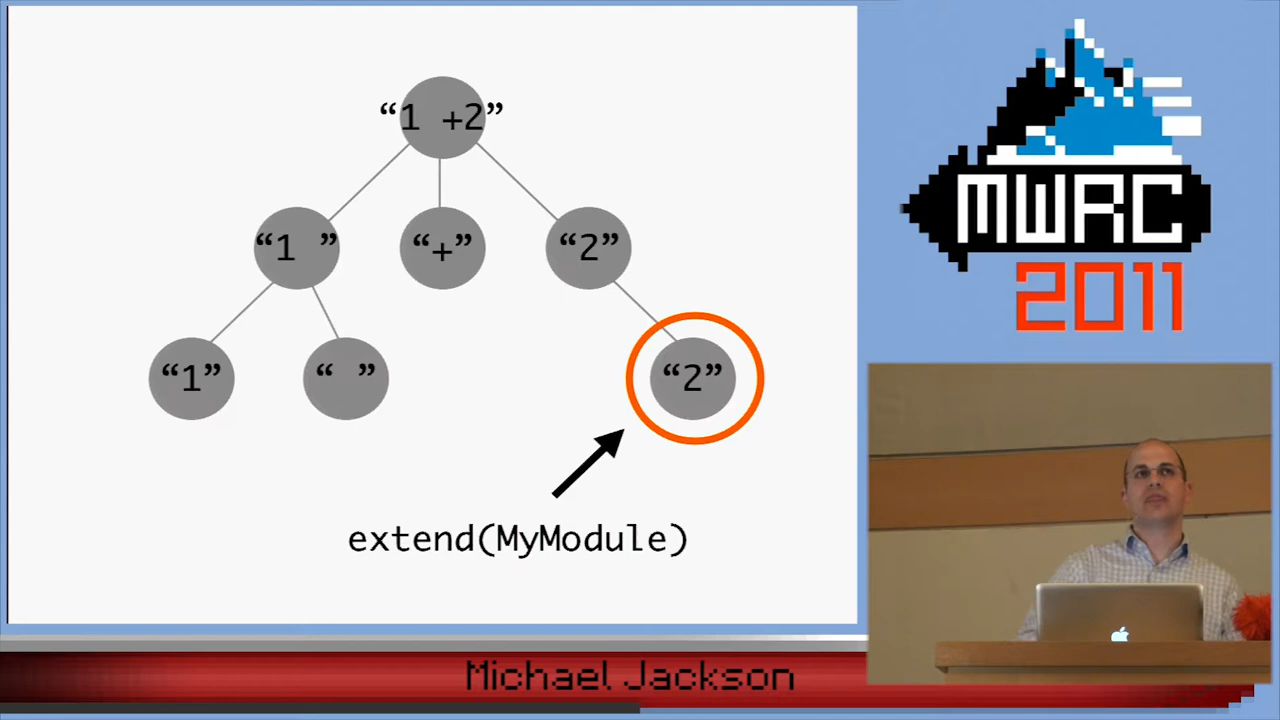 “1 +2”
“1 ”
“+”
“2”
“1”
“ ”
“2”
extend(MyModule)
MWRC
2011
Michael Jackson